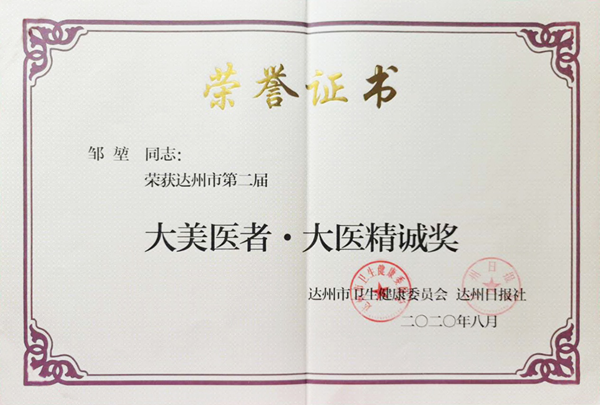 荣誉证书
邹堃 同志：
荣获达州市第二届
大美医者·大医精诚奖
达州市卫生健康委员会 达州日报社
二〇二〇年八月